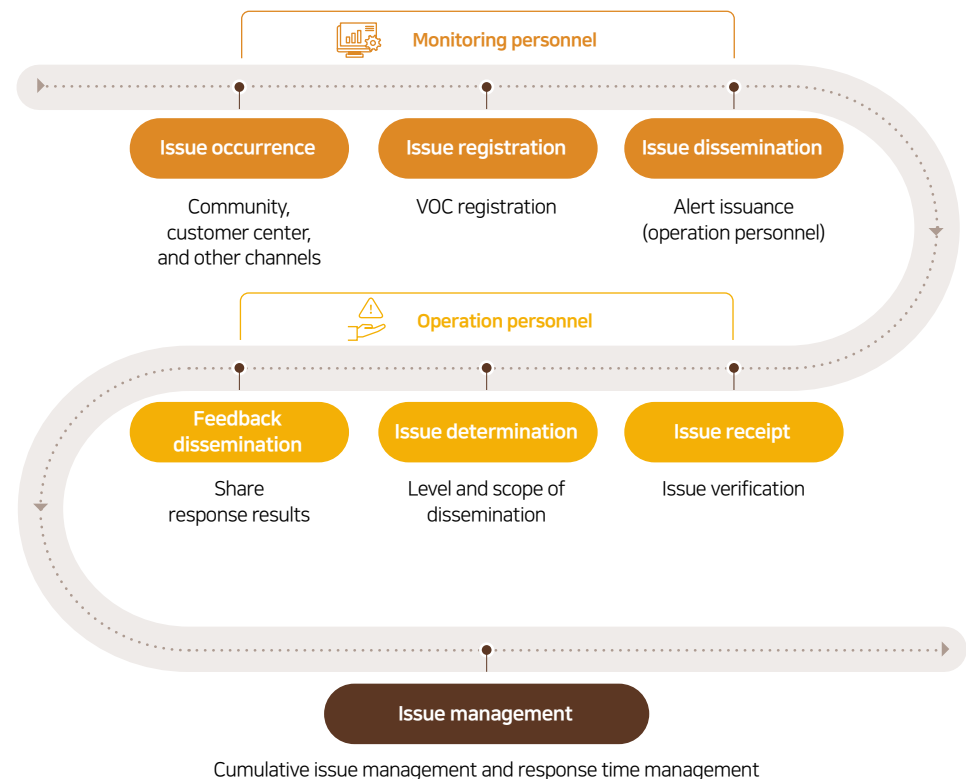 Monitoring personnel
Issue occurrence
Community,
customer center,
and other channels
Issue registration
VOC registration
Issue dissemination
Alert issuance
(operation personnel)
Operation personnel
Feedback
dissemination
Share
response results
Issue determination
Level and scope of
dissemination
Issue receipt
Issue verification
Issue management
Cumulative issue management and response time management